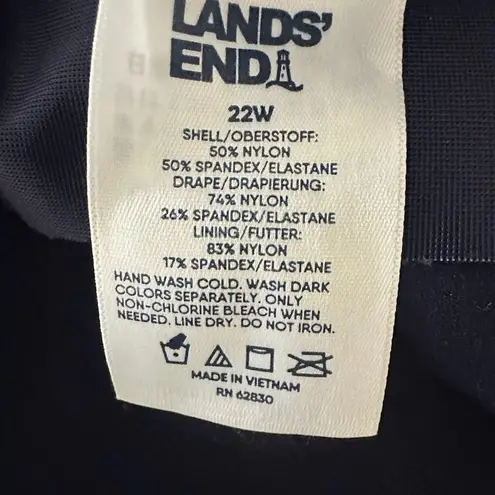 LANDS'
END
22W
SHELL/OBERSTOFF:
50% NYLON
50% SPANDEX/ELASTANE
DRAPE/DRAPIERUNG:
74% NYLON
26% SPANDEX/ELASTANE
LINING/FUTTER:
83% NYLON
17% SPANDEX/ELASTANE
HAND WASH COLD. WASH DARK
COLORS SEPARATELY. ONLY
NON-CHLORINE BLEACH WHEN
NEEDED. LINE DRY. DO NOT IRON.
MADE IN VIETNAM
RN 62830